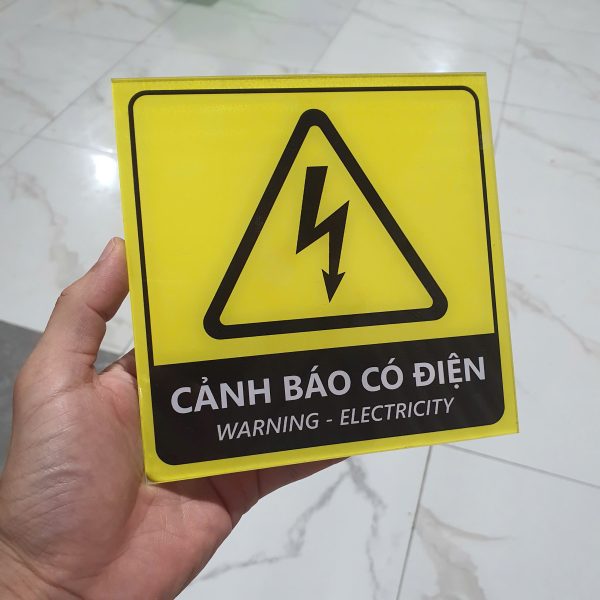 CẢNH BÁO CÓ ĐIỆN
WARNING - ELECTRICITY